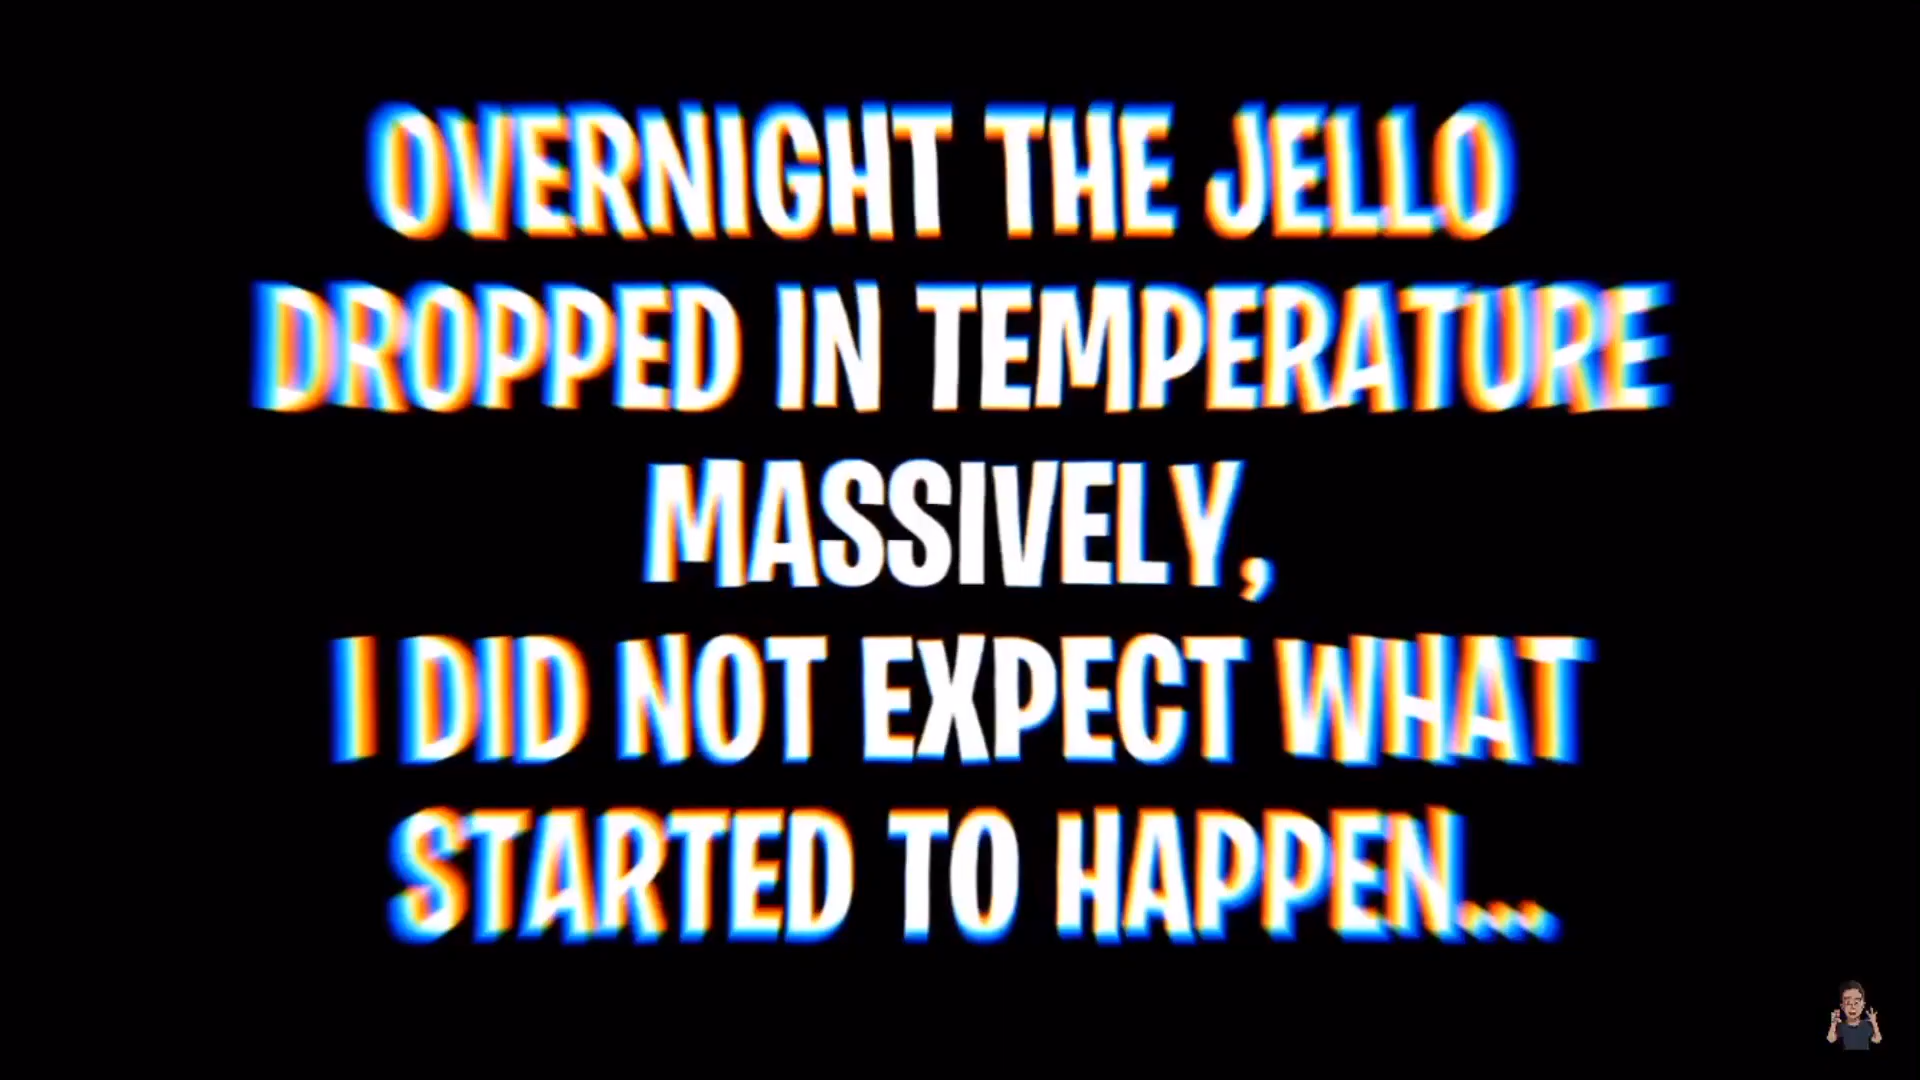 OVERNIGHT THE JELLO
DROPPED IN TEMPERATURE
MASSIVELY,
I DID NOT EXPECT WHAT
STARTED TO HAPPEN...